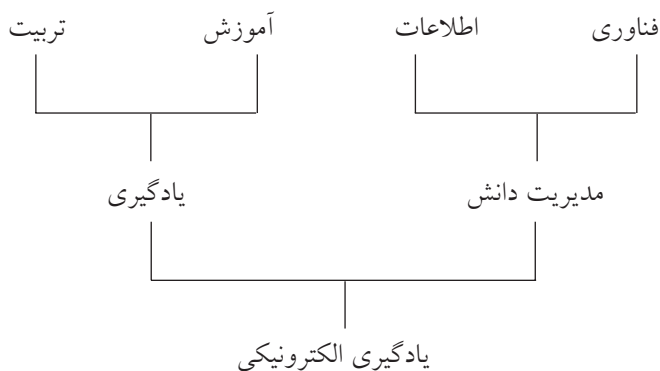 فناوری اطلاعات آموزش تربیت
مدیریت دانش یادگیری
یادگیری الکترونیکی